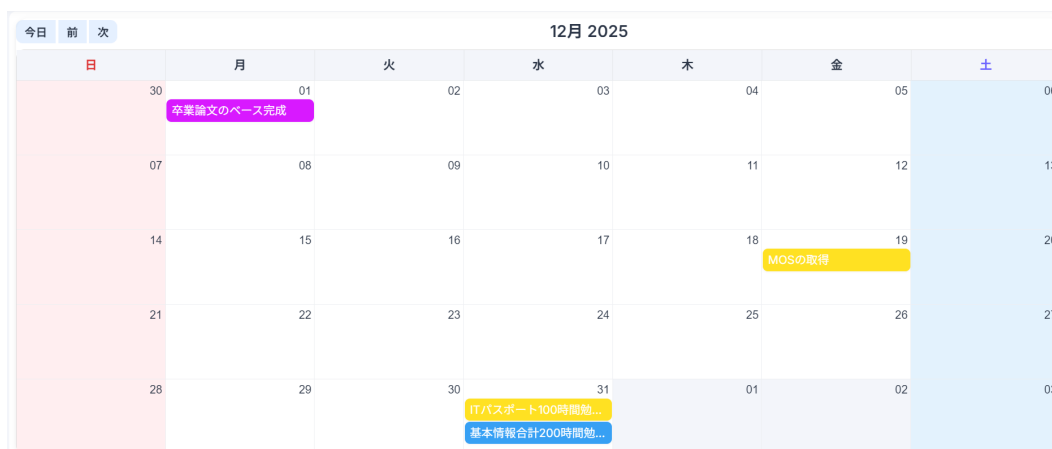 今日 前 次
12月 2025
日 月 火 水 木 金 土
30 01 02 03 04 05
卒業論文のベース完成
07 08 09 10 11 12
14 15 16 17 18 19
MOSの取得
21 22 23 24 25 26
28 29 30 31 01 02
ITパスポート100時間勉...
基本情報合計200時間勉...